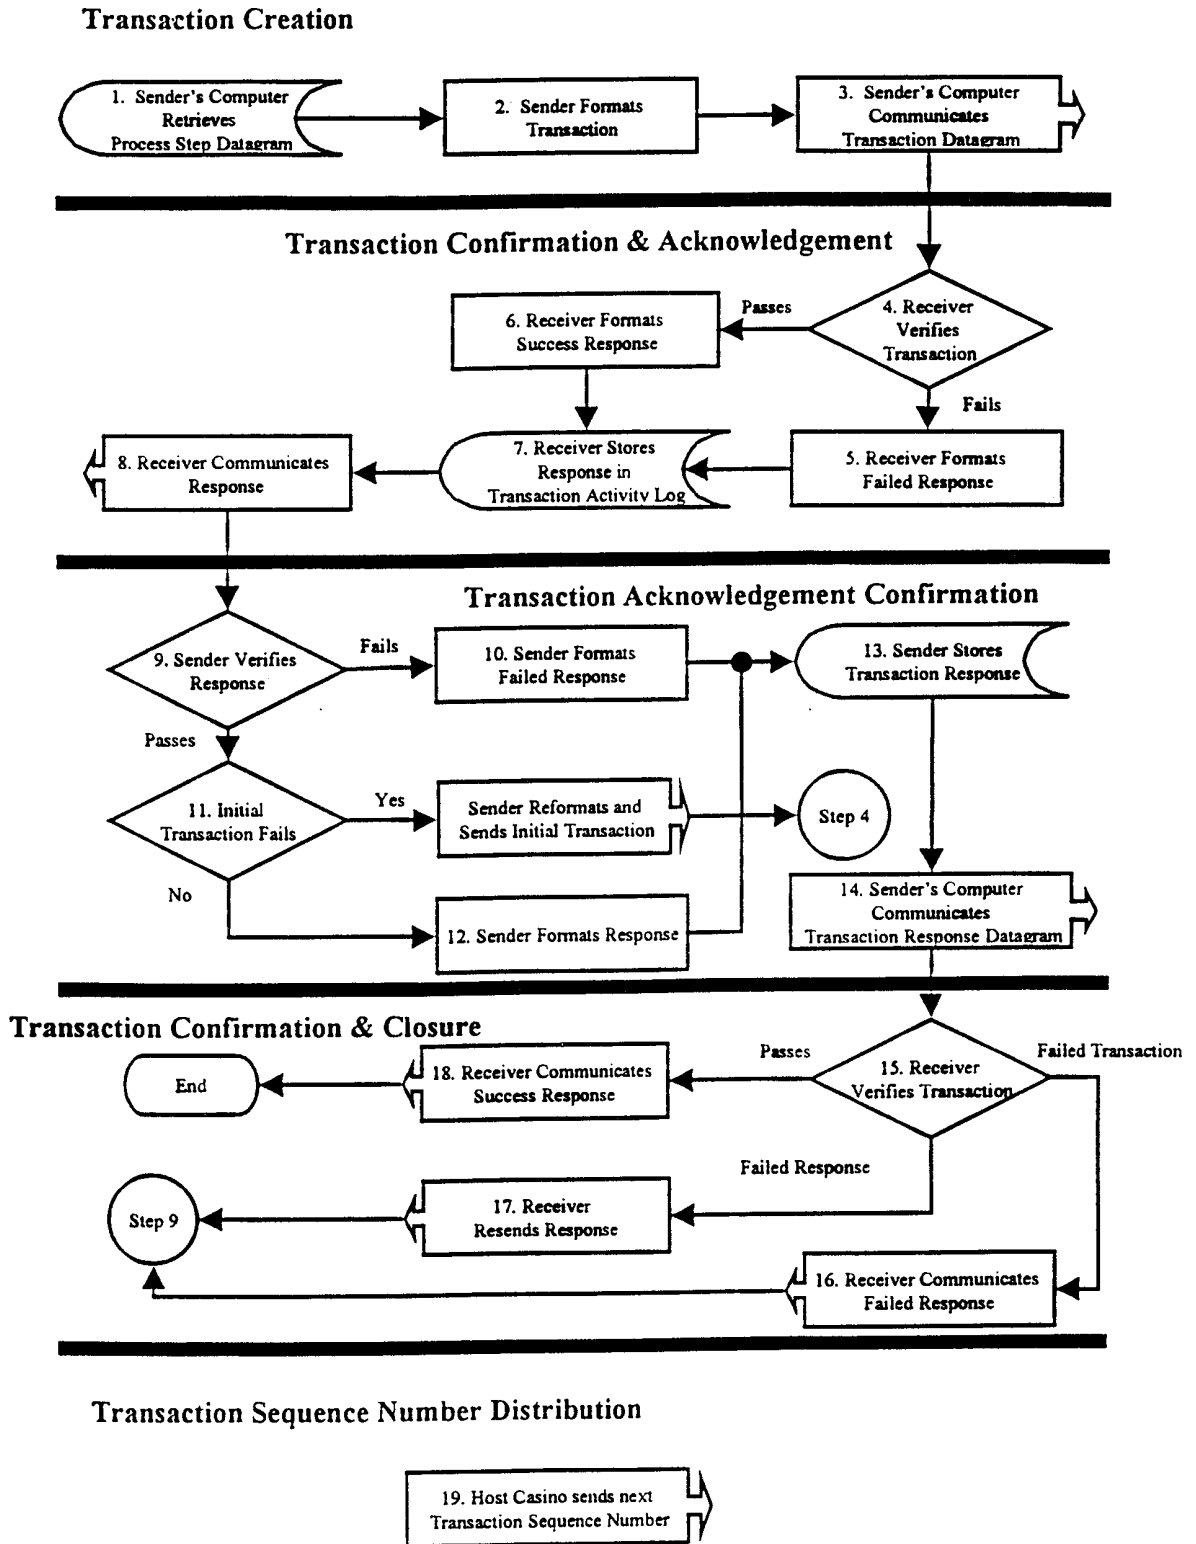 Transaction Creation
1. Sender's Computer
Retrieves
Process Step Datagram
2. Sender Formats
Transaction
3. Sender's Computer
Communicates
Transaction Datagram
Transaction Confirmation & Acknowledgement
4. Receiver
Verifies
Transaction
Passes
6. Receiver Formats
Success Response
Fails
5. Receiver Formats
Failed Response
7. Receiver Stores
Response in
Transaction Activity Log
8. Receiver Communicates
Response
Transaction Acknowledgement Confirmation
9. Sender Verifies
Response
Fails
10. Sender Formats
Failed Response
13. Sender Stores
Transaction Response
Passes
11. Initial
Transaction Fails
Yes
Sender Reformats and
Sends Initial Transaction
Step 4
No
12. Sender Formats Response
14. Sender's Computer
Communicates
Transaction Response Datagram
Transaction Confirmation & Closure
15. Receiver
Verifies Transaction
Passes
Failed Transaction
18. Receiver Communicates
Success Response
End
Failed Response
17. Receiver
Resends Response
Step 9
16. Receiver Communicates
Failed Response
Transaction Sequence Number Distribution
19. Host Casino sends next
Transaction Sequence Number